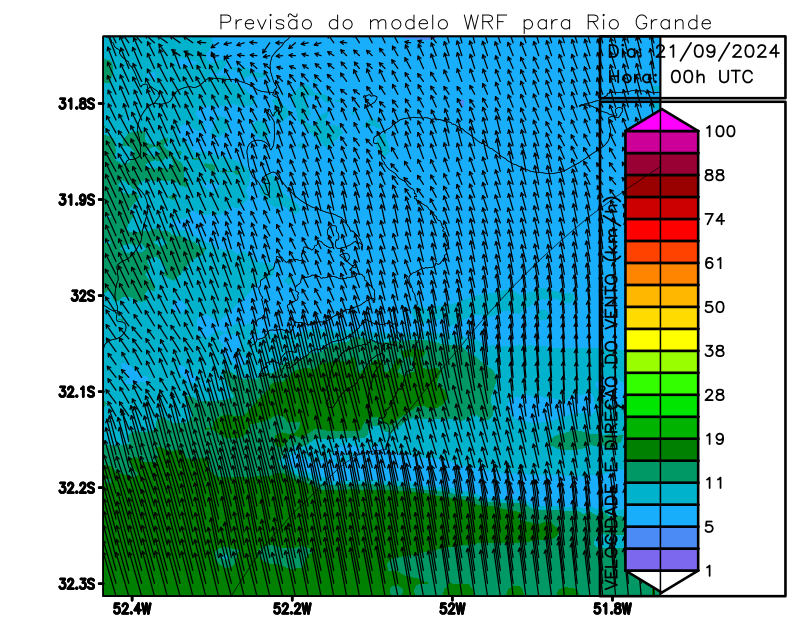 Previsão do modelo WRF para Rio Grande
Dia: 21/09/2024
Hora: 00h UTC
31.8S
31.9S
32S
32.1S
32.2S
32.3S
52.4W
52.2W
52W
51.8W
VELOCIDADE E DIREÇÃO DO VENTO (km/h)
100
88
74
61
50
38
28
19
11
5
1